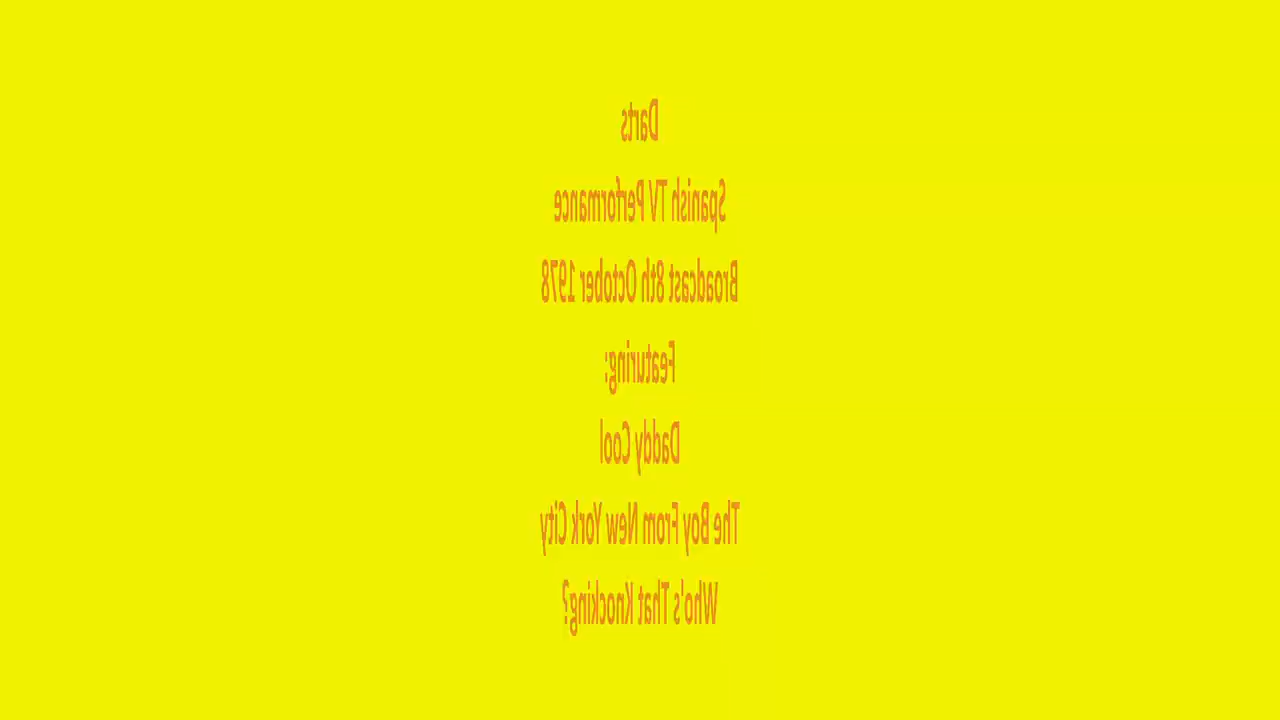 Darts
Spanish TV Performance
Broadcast 8th October 1978
Featuring:
Daddy Cool
The Boy From New York City
Who's That Knocking?